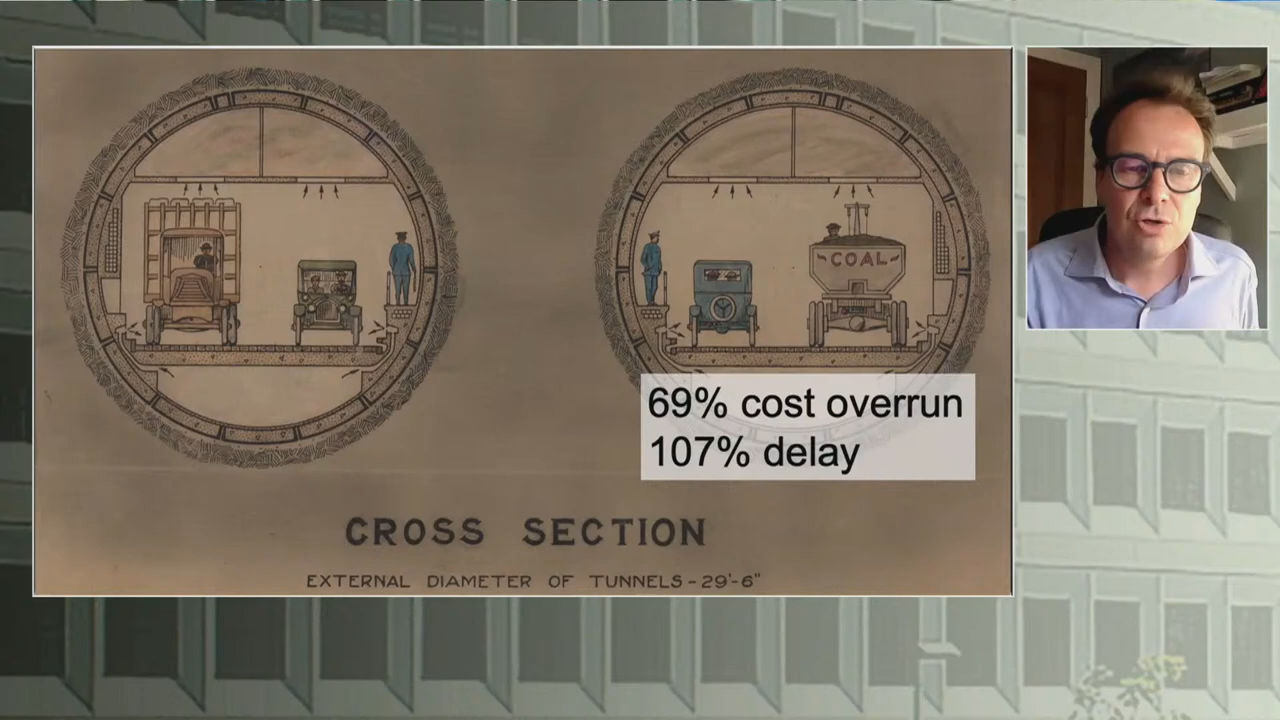 COAL
69% cost overrun
107% delay
CROSS SECTION
EXTERNAL DIAMETER OF TUNNELS - 29'-6"